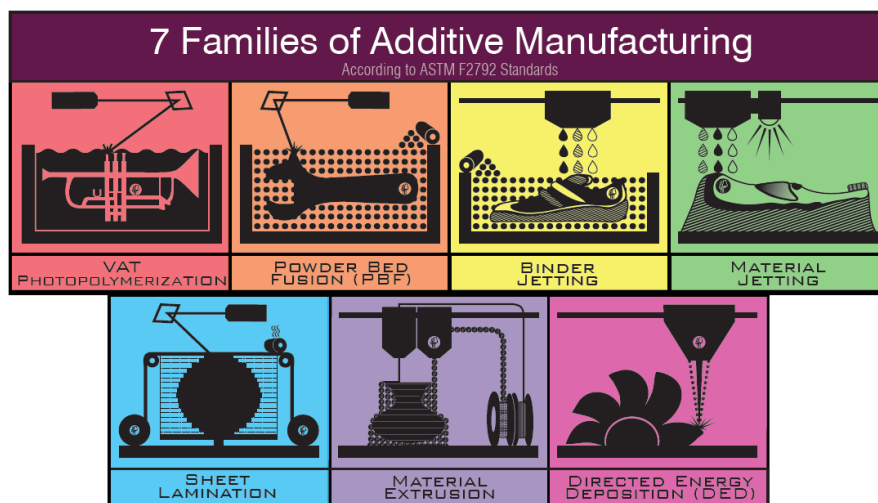 7 Families of Additive Manufacturing
According to ASTM F2792 Standards
VAT
PHOTOPOLYMERIZATION
POWDER BED
FUSION (PBF)
BINDER
JETTING
MATERIAL
JETTING
SHEET
LAMINATION
MATERIAL
EXTRUSION
DIRECTED ENERGY
DEPOSITION (DED)